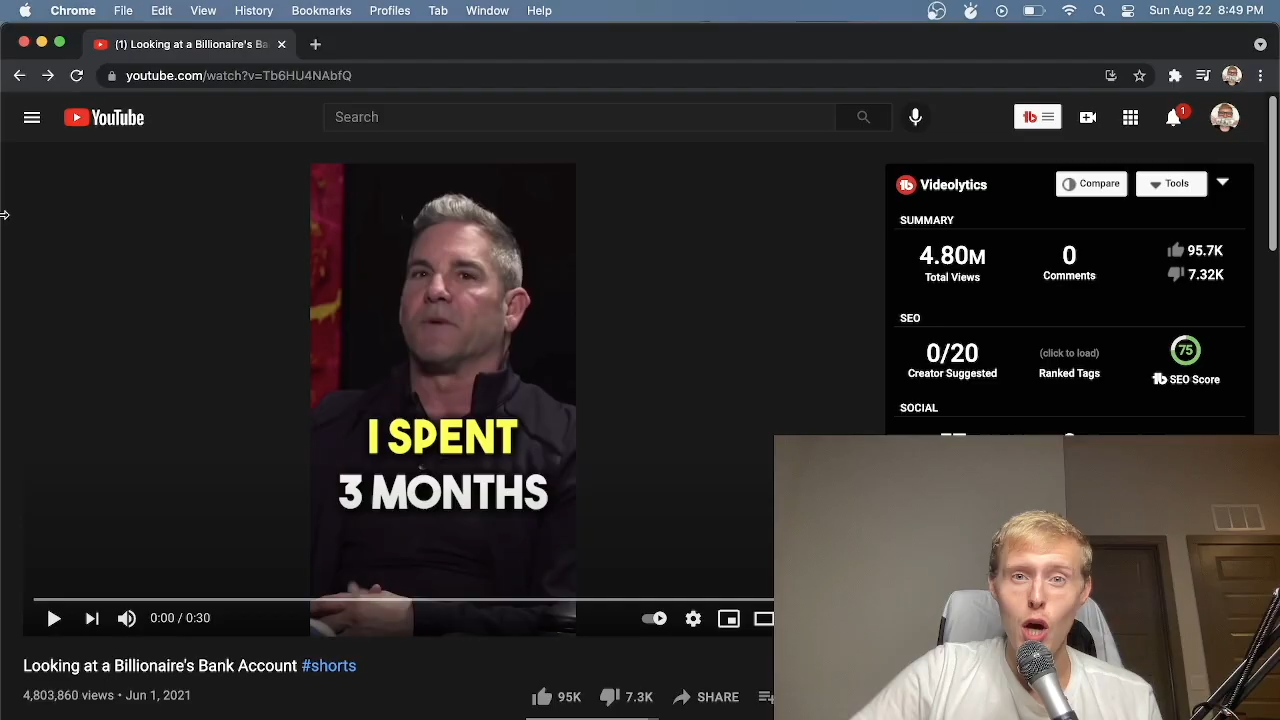 Chrome File Edit View History Bookmarks Profiles Tab Window Help Sun Aug 22 8:49 PM
(1) Looking at a Billionaire's Ba
youtube.com/watch?v=Tb6HU4NAbfQ
YouTube Search tb 1
tb Videolytics Compare Tools
SUMMARY
4.80M 0 95.7K
Total Views Comments 7.32K
SEO
0/20 (click to load) 75
Creator Suggested Ranked Tags tb SEO Score
SOCIAL
I SPENT
3 MONTHS
0:00 / 0:30
Looking at a Billionaire's Bank Account #shorts
4,803,860 views • Jun 1, 2021 95K 7.3K SHARE